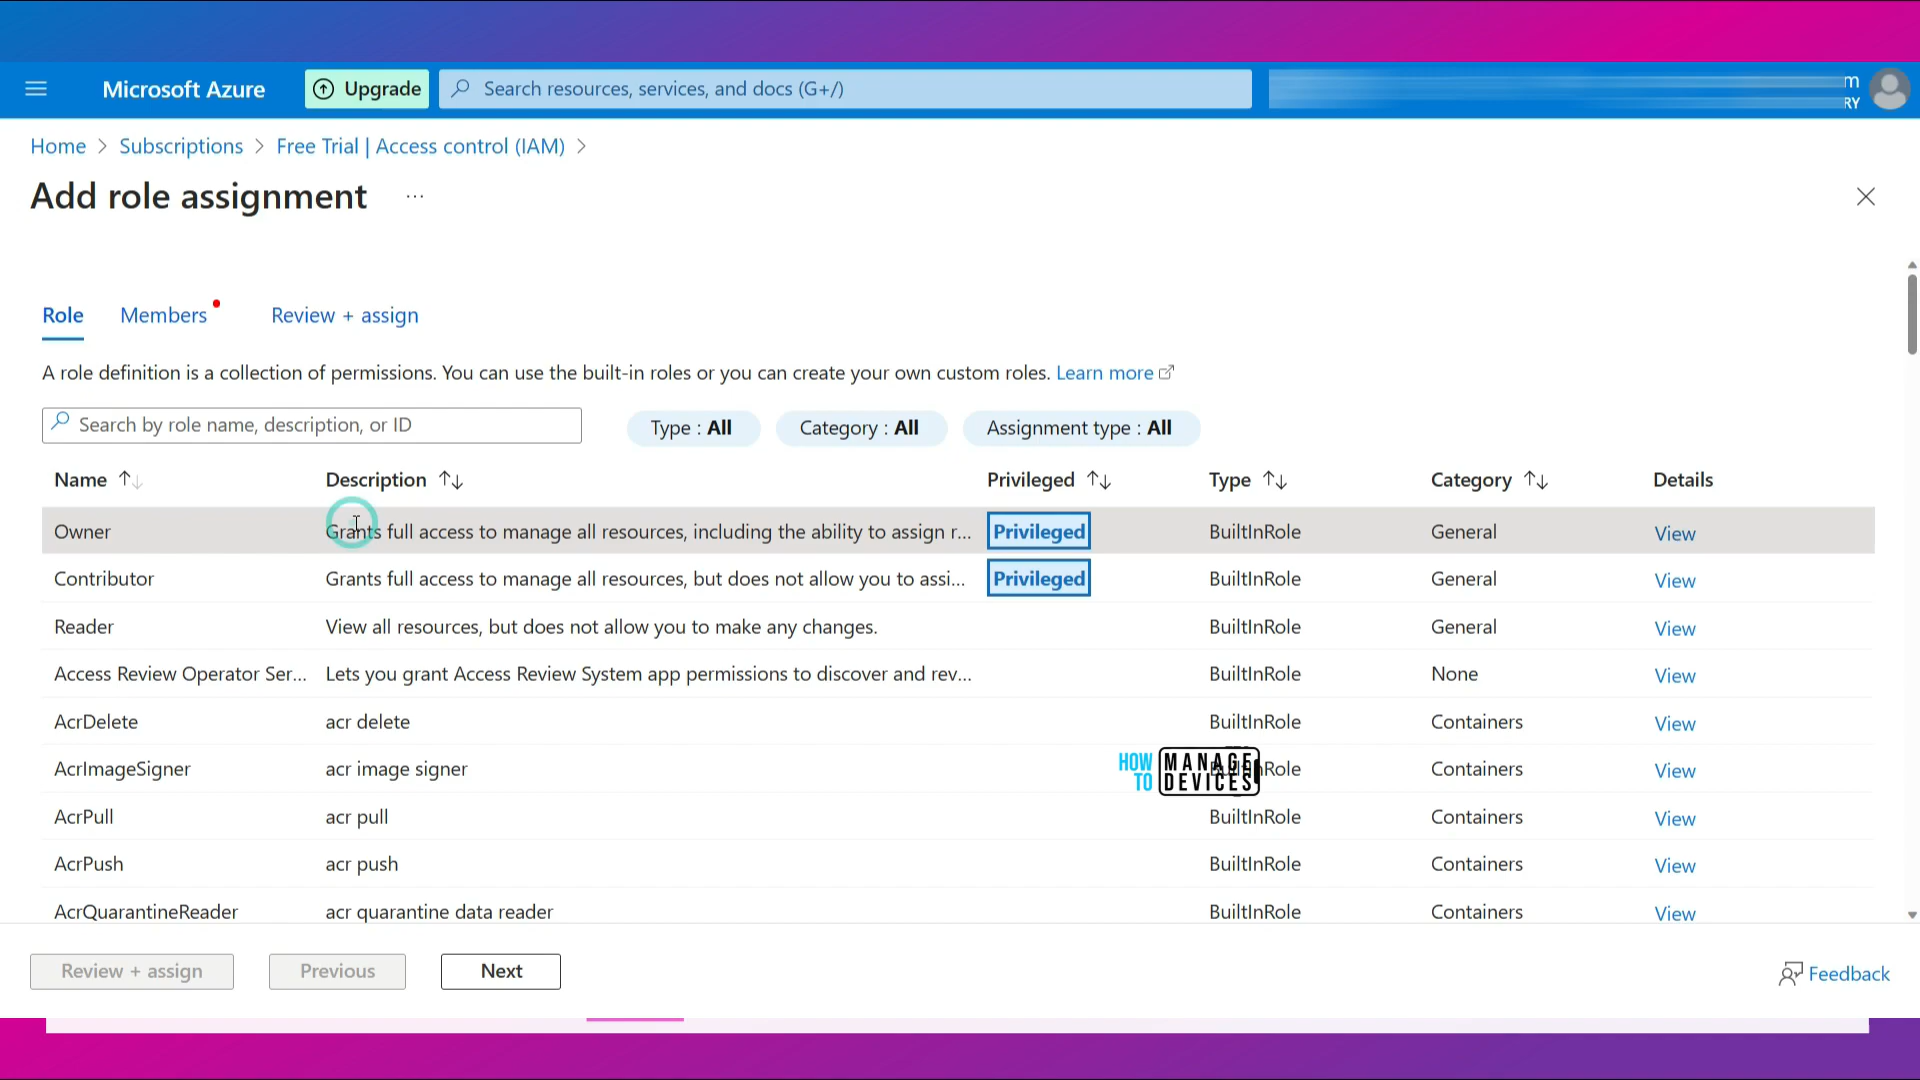 Microsoft Azure
Upgrade
Search resources, services, and docs (G+/)
m
RY
Home > Subscriptions > Free Trial | Access control (IAM) >
Add role assignment ...
Role Members Review + assign
A role definition is a collection of permissions. You can use the built-in roles or you can create your own custom roles. Learn more
Search by role name, description, or ID
Type : All
Category : All
Assignment type : All
Name Description Privileged Type Category Details
Owner Grants full access to manage all resources, including the ability to assign r... Privileged BuiltInRole General View
Contributor Grants full access to manage all resources, but does not allow you to assi... Privileged BuiltInRole General View
Reader View all resources, but does not allow you to make any changes. BuiltInRole General View
Access Review Operator Ser... Lets you grant Access Review System app permissions to discover and rev... BuiltInRole None View
AcrDelete acr delete BuiltInRole Containers View
AcrImageSigner acr image signer BuiltInRole Containers View
HOW TO MANAGE DEVICES
AcrPull acr pull BuiltInRole Containers View
AcrPush acr push BuiltInRole Containers View
AcrQuarantineReader acr quarantine data reader BuiltInRole Containers View
Review + assign Previous Next
Feedback